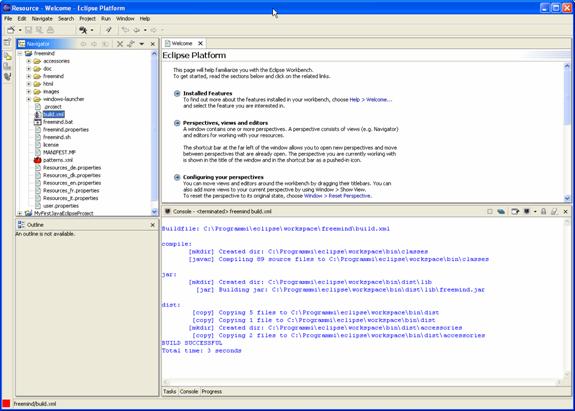 Resource - Welcome - Eclipse Platform
File Edit Navigate Search Project Run Window Help
Navigator
freemind
accessories
doc
freemind
html
images
windows-launcher
.project
build.xml
freemind.bat
freemind.properties
freemind.sh
license
MANIFEST.MF
patterns.xml
Resources_de.properties
Resources_dk.properties
Resources_en.properties
Resources_fr.properties
Resources_it.properties
user.properties
MyFirstJavaEclipseProject
Outline
An outline is not available.
Welcome
Eclipse Platform
This page will help familiarize you with the Eclipse Workbench.
To get started, read the sections below and click on the related links.
Installed Features
To find out more about the features installed in your workbench, choose Help > Welcome...
and select the feature you are interested in.
Perspectives, views and editors
A window contains one or more perspectives. A perspective consists of views (e.g. Navigator)
and editors for working with your resources.
The shortcut bar at the far left of the window allows you to open new perspectives and move
between perspectives that are already open. The perspective you are currently working with
is shown in the title of the window and in the shortcut bar as a pushed-in icon.
Configuring your perspectives
You can move views and editors around the workbench by dragging their titlebars. You can
also add more views to your current perspective by using Window > Show View.
To reset the perspective to its original state, choose Window > Reset Perspective.
Console - <terminated> freemind build.xml
Buildfile: C:\Programmi\eclipse\workspace\freemind\build.xml
compile:
[mkdir] Created dir: C:\Programmi\eclipse\workspace\bin\classes
[javac] Compiling 89 source files to C:\Programmi\eclipse\workspace\bin\classes
jar:
[mkdir] Created dir: C:\Programmi\eclipse\workspace\bin\dist\lib
[jar] Building jar: C:\Programmi\eclipse\workspace\bin\dist\lib\freemind.jar
dist:
[copy] Copying 5 files to C:\Programmi\eclipse\workspace\bin\dist
[copy] Copying 1 file to C:\Programmi\eclipse\workspace\bin\dist
[mkdir] Created dir: C:\Programmi\eclipse\workspace\bin\dist\accessories
[copy] Copying 2 files to C:\Programmi\eclipse\workspace\bin\dist\accessories
BUILD SUCCESSFUL
Total time: 3 seconds
Tasks Console Progress
freemind/build.xml